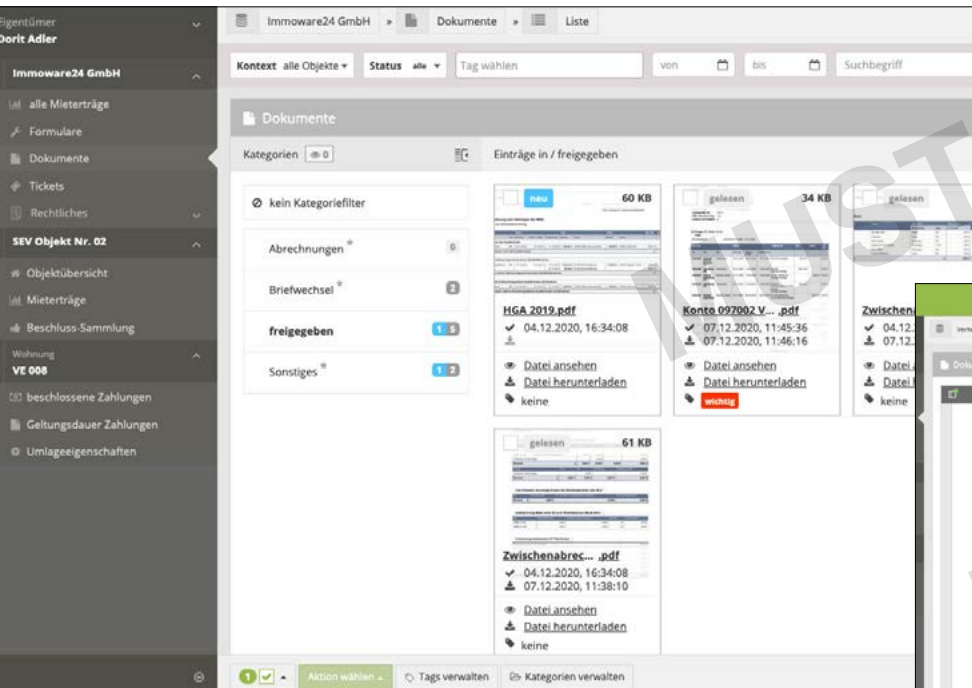 Eigentümer
Dorit Adler
Immoware24 GmbH
alle Mieterträge
Formulare
Dokumente
Tickets
Rechtliches
SEV Objekt Nr. 02
Objektübersicht
Mieterträge
Beschluss-Sammlung
Wohnung
VE 008
beschlossene Zahlungen
Geltungsdauer Zahlungen
Umlageeigenschaften
Immoware24 GmbH » Dokumente » Liste
Kontext alle Objekte Status alle Tag wählen von bis Suchbegriff
Dokumente
Kategorien 0
Einträge in / freigegeben
kein Kategoriefilter
Abrechnungen *
Briefwechsel * 2
freigegeben 1 5
Sonstiges * 1 2
neu 60 KB
HGA 2019.pdf
04.12.2020, 16:34:08
Datei ansehen
Datei herunterladen
keine
gelesen 34 KB
Konto 097002 V... .pdf
07.12.2020, 11:45:36
07.12.2020, 11:46:16
Datei ansehen
Datei herunterladen
wichtig
gelesen
Zwischena
04.12.
07.12.
Datei
Datei
keine
gelesen 61 KB
Zwischenabrec... .pdf
04.12.2020, 16:34:08
07.12.2020, 11:38:10
Datei ansehen
Datei herunterladen
keine
MUST
1 Aktion wählen Tags verwalten Kategorien verwalten